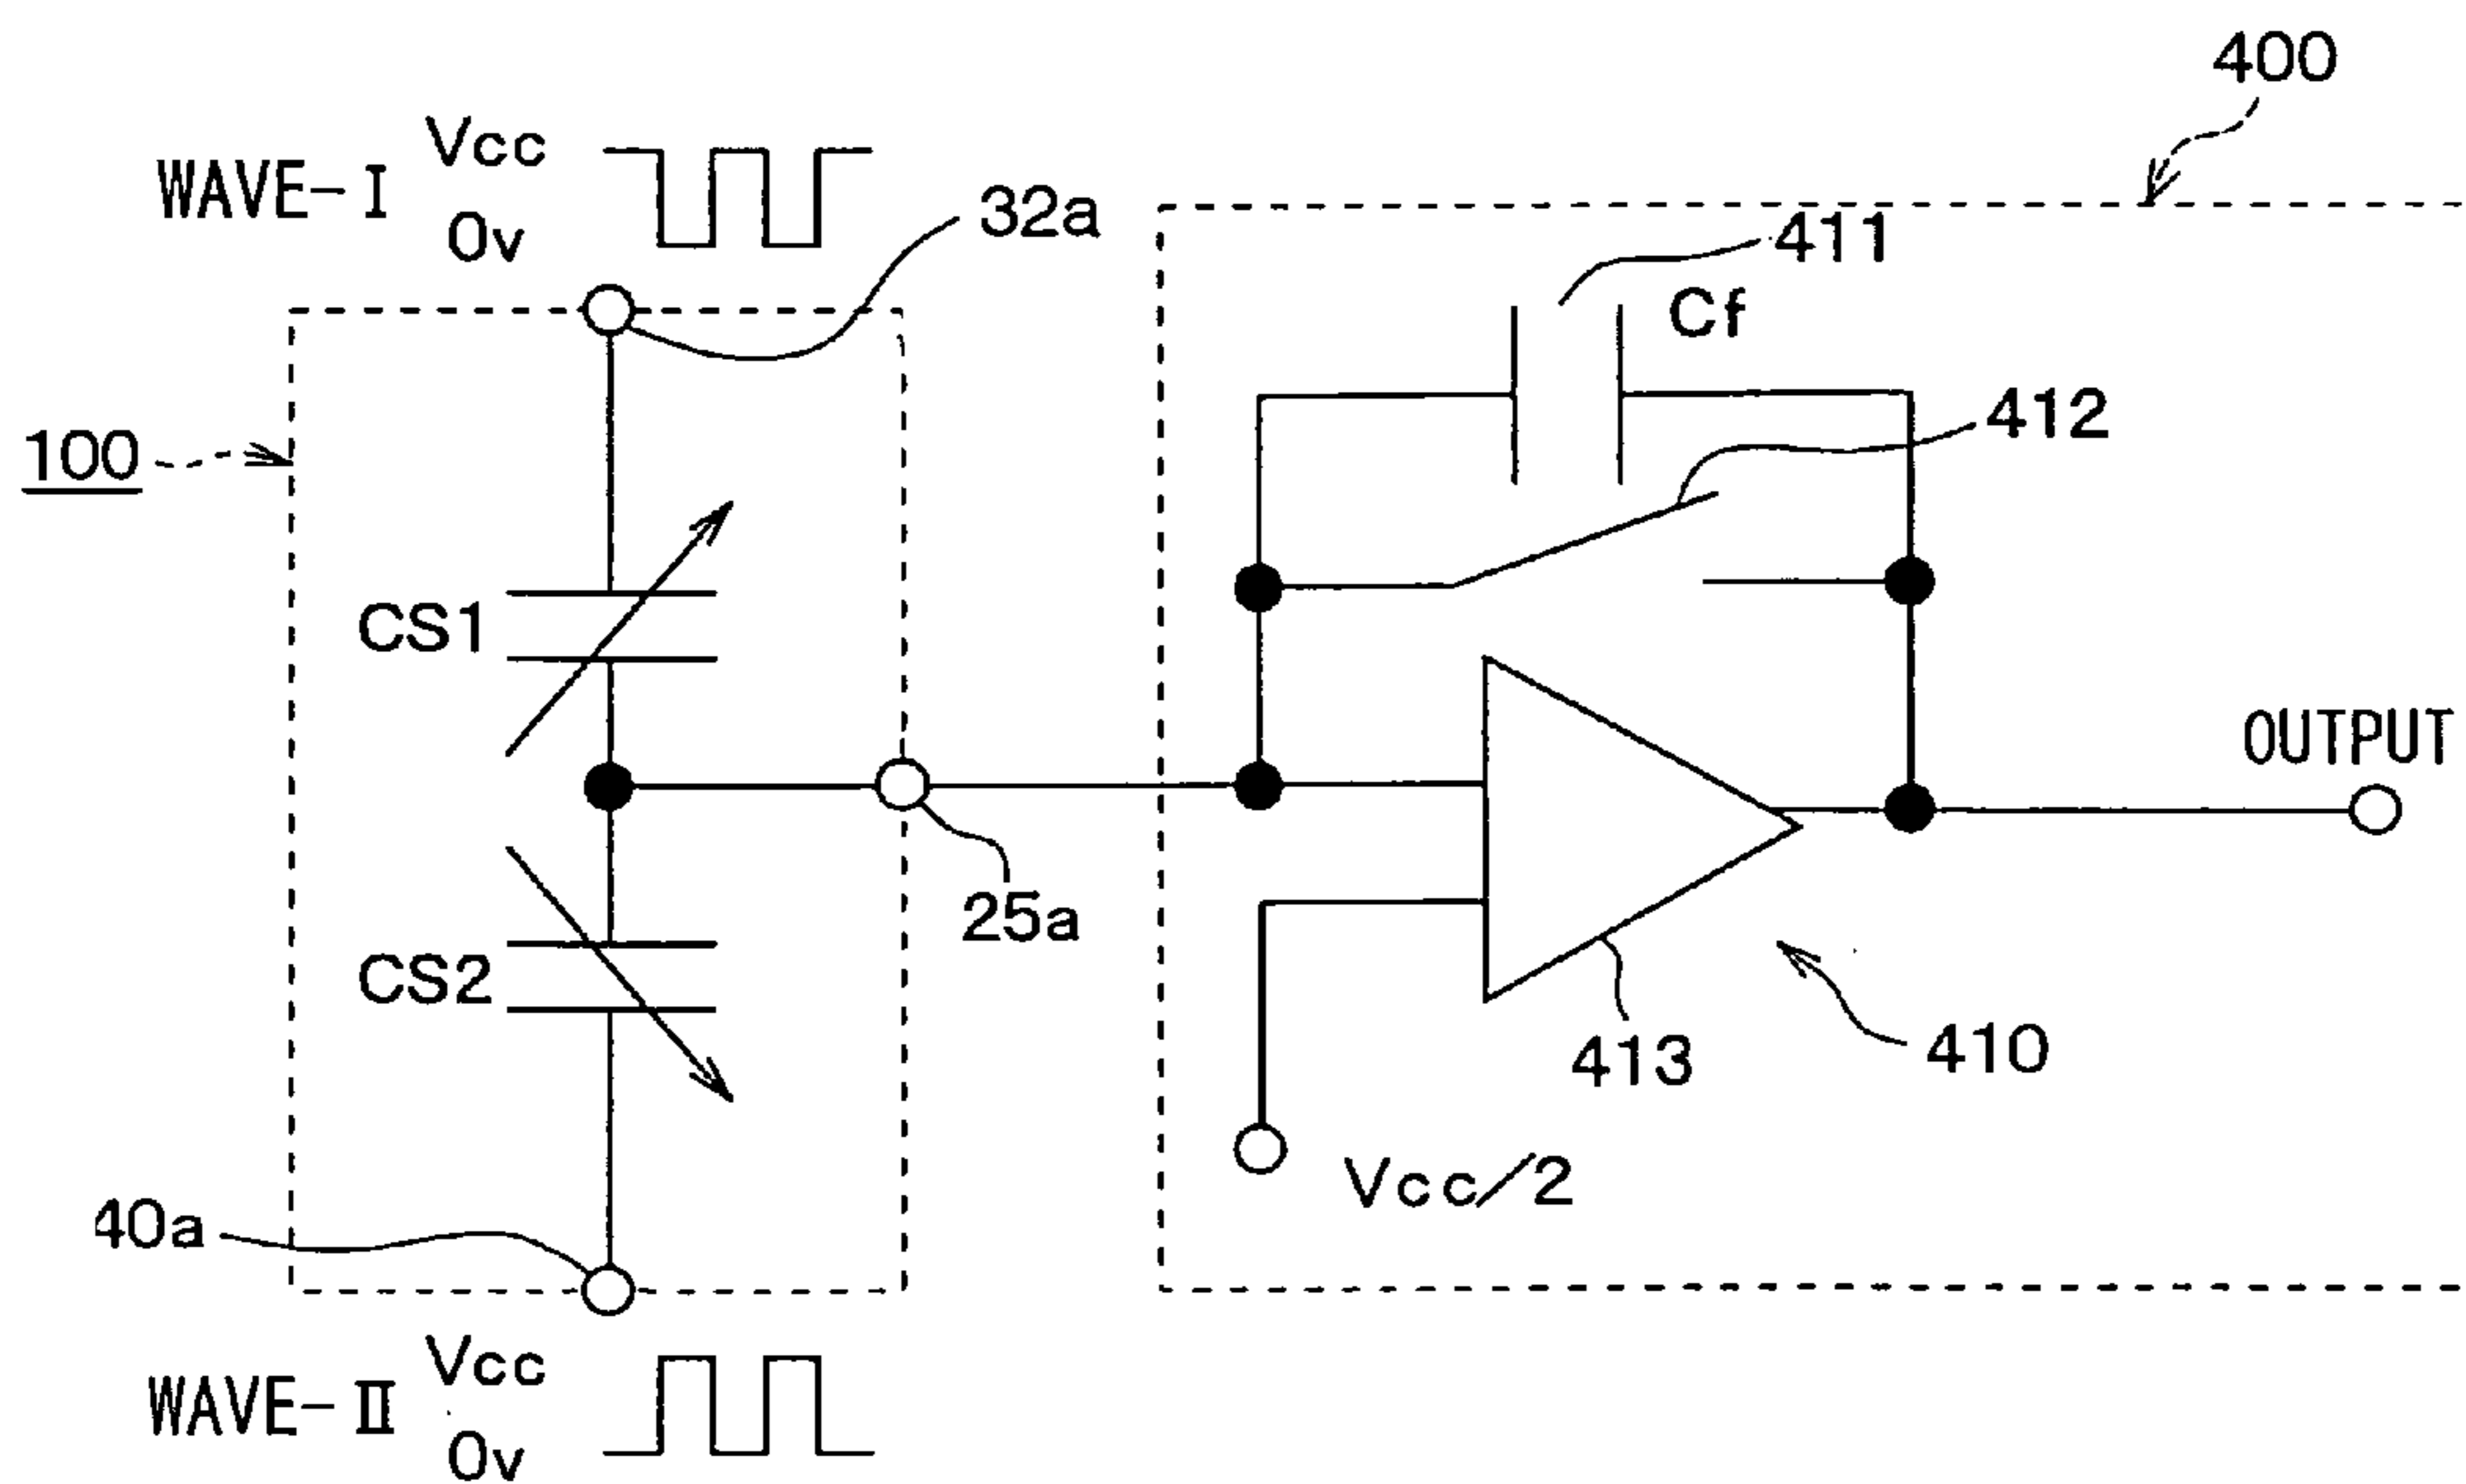 400
WAVE-I
Vcc
0v
32a
411
Cf
412
100
CS1
OUTPUT
25a
CS2
413
410
Vcc/2
40a
WAVE-II
Vcc
0v